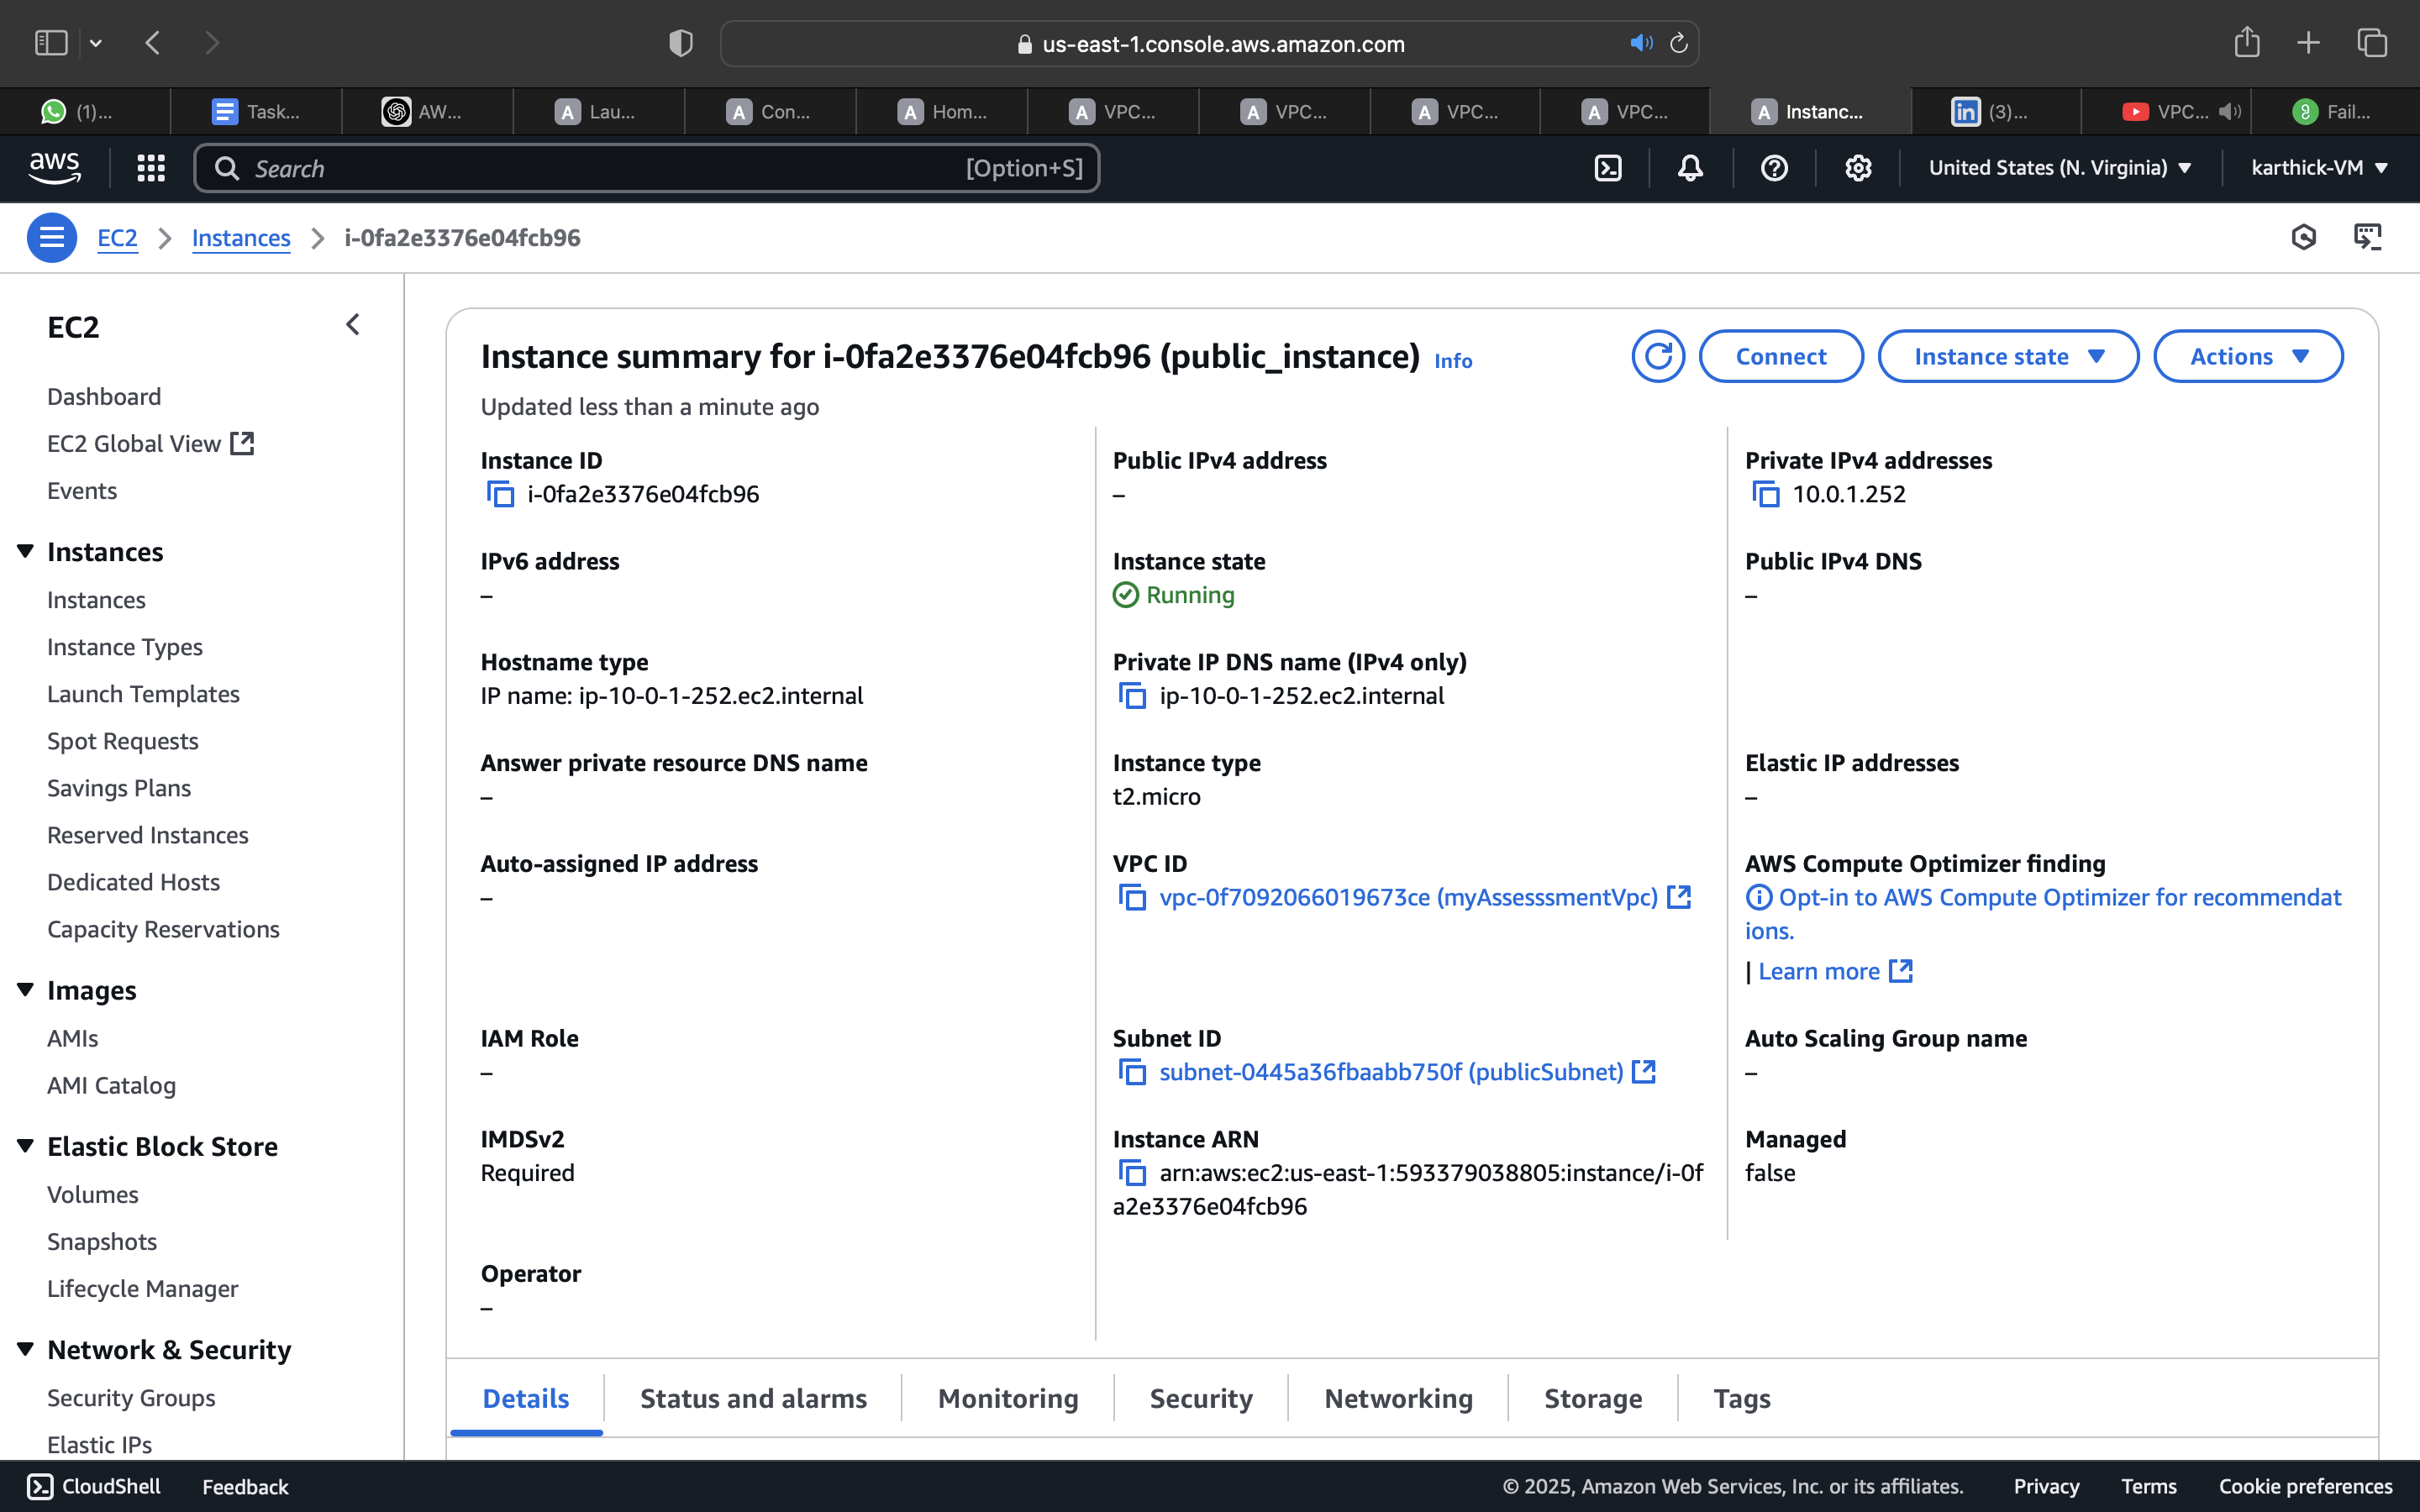 us-east-1.console.aws.amazon.com
(1)...
Task...
AW...
Lau...
Con...
Hom...
VPC...
VPC...
VPC...
VPC...
Instanc...
(3)...
VPC...
Fail...
aws
Search
[Option+S]
United States (N. Virginia)
karthick-VM
EC2
Instances
i-0fa2e3376e04fcb96
EC2
Dashboard
EC2 Global View
Events
Instances
Instances
Instance Types
Launch Templates
Spot Requests
Savings Plans
Reserved Instances
Dedicated Hosts
Capacity Reservations
Images
AMIs
AMI Catalog
Elastic Block Store
Volumes
Snapshots
Lifecycle Manager
Network & Security
Security Groups
Elastic IPs
Instance summary for i-0fa2e3376e04fcb96 (public_instance) Info
Connect
Instance state
Actions
Updated less than a minute ago
Instance ID
i-0fa2e3376e04fcb96
Public IPv4 address
–
Private IPv4 addresses
10.0.1.252
IPv6 address
–
Instance state
Running
Public IPv4 DNS
–
Hostname type
IP name: ip-10-0-1-252.ec2.internal
Private IP DNS name (IPv4 only)
ip-10-0-1-252.ec2.internal
Answer private resource DNS name
–
Instance type
t2.micro
Elastic IP addresses
–
Auto-assigned IP address
–
VPC ID
vpc-0f7092066019673ce (myAssesssmentVpc)
AWS Compute Optimizer finding
Opt-in to AWS Compute Optimizer for recommendat
ions.
| Learn more
IAM Role
–
Subnet ID
subnet-0445a36fbaabb750f (publicSubnet)
Auto Scaling Group name
–
IMDSv2
Required
Instance ARN
arn:aws:ec2:us-east-1:593379038805:instance/i-0f
a2e3376e04fcb96
Managed
false
Operator
–
Details
Status and alarms
Monitoring
Security
Networking
Storage
Tags
CloudShell
Feedback
© 2025, Amazon Web Services, Inc. or its affiliates.
Privacy
Terms
Cookie preferences